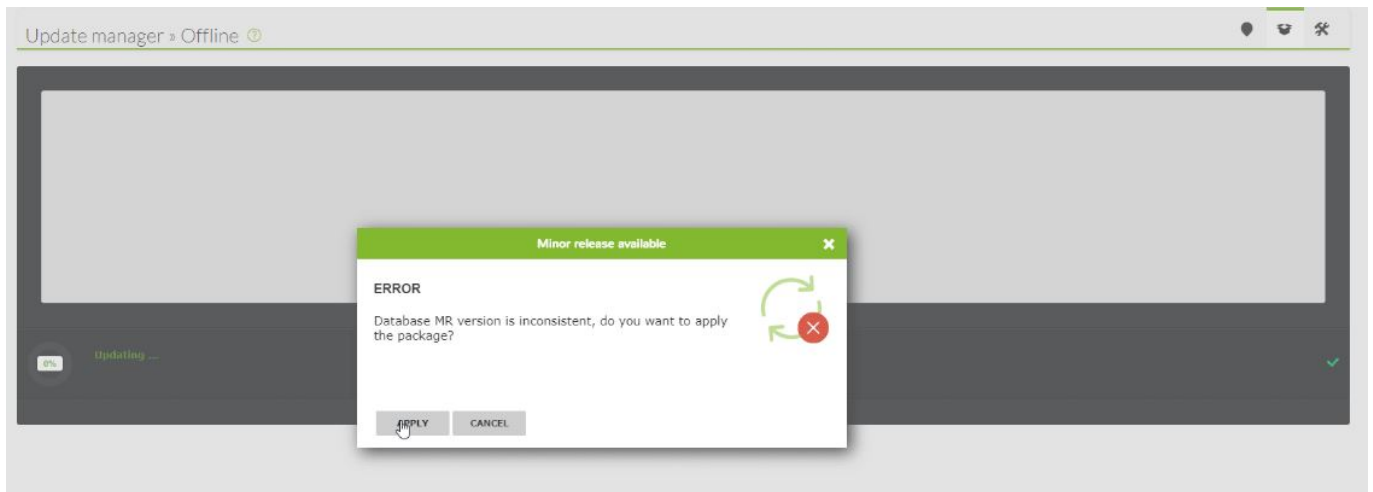 Update manager » Offline
Minor release available
ERROR
Database MR version is inconsistent, do you want to apply
the package?
0%
Updating ...
APPLY
CANCEL